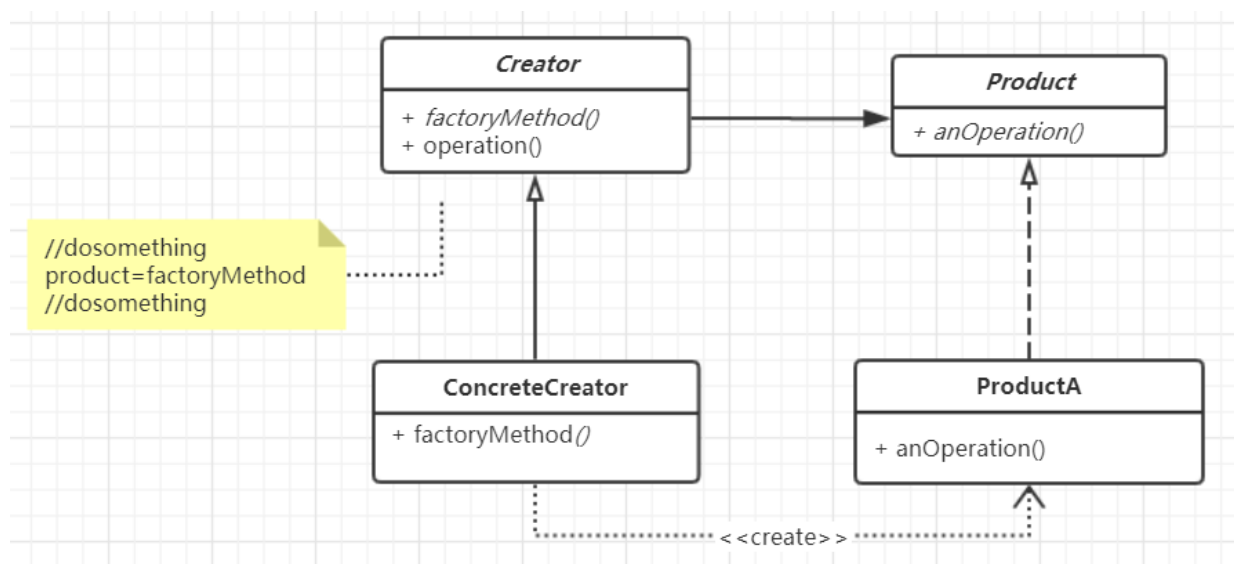 Creator
+ factoryMethod()
+ operation()
Product
+ anOperation()
//dosomething
product=factoryMethod
//dosomething
ConcreteCreator
+ factoryMethod()
ProductA
+ anOperation()
<<create>>